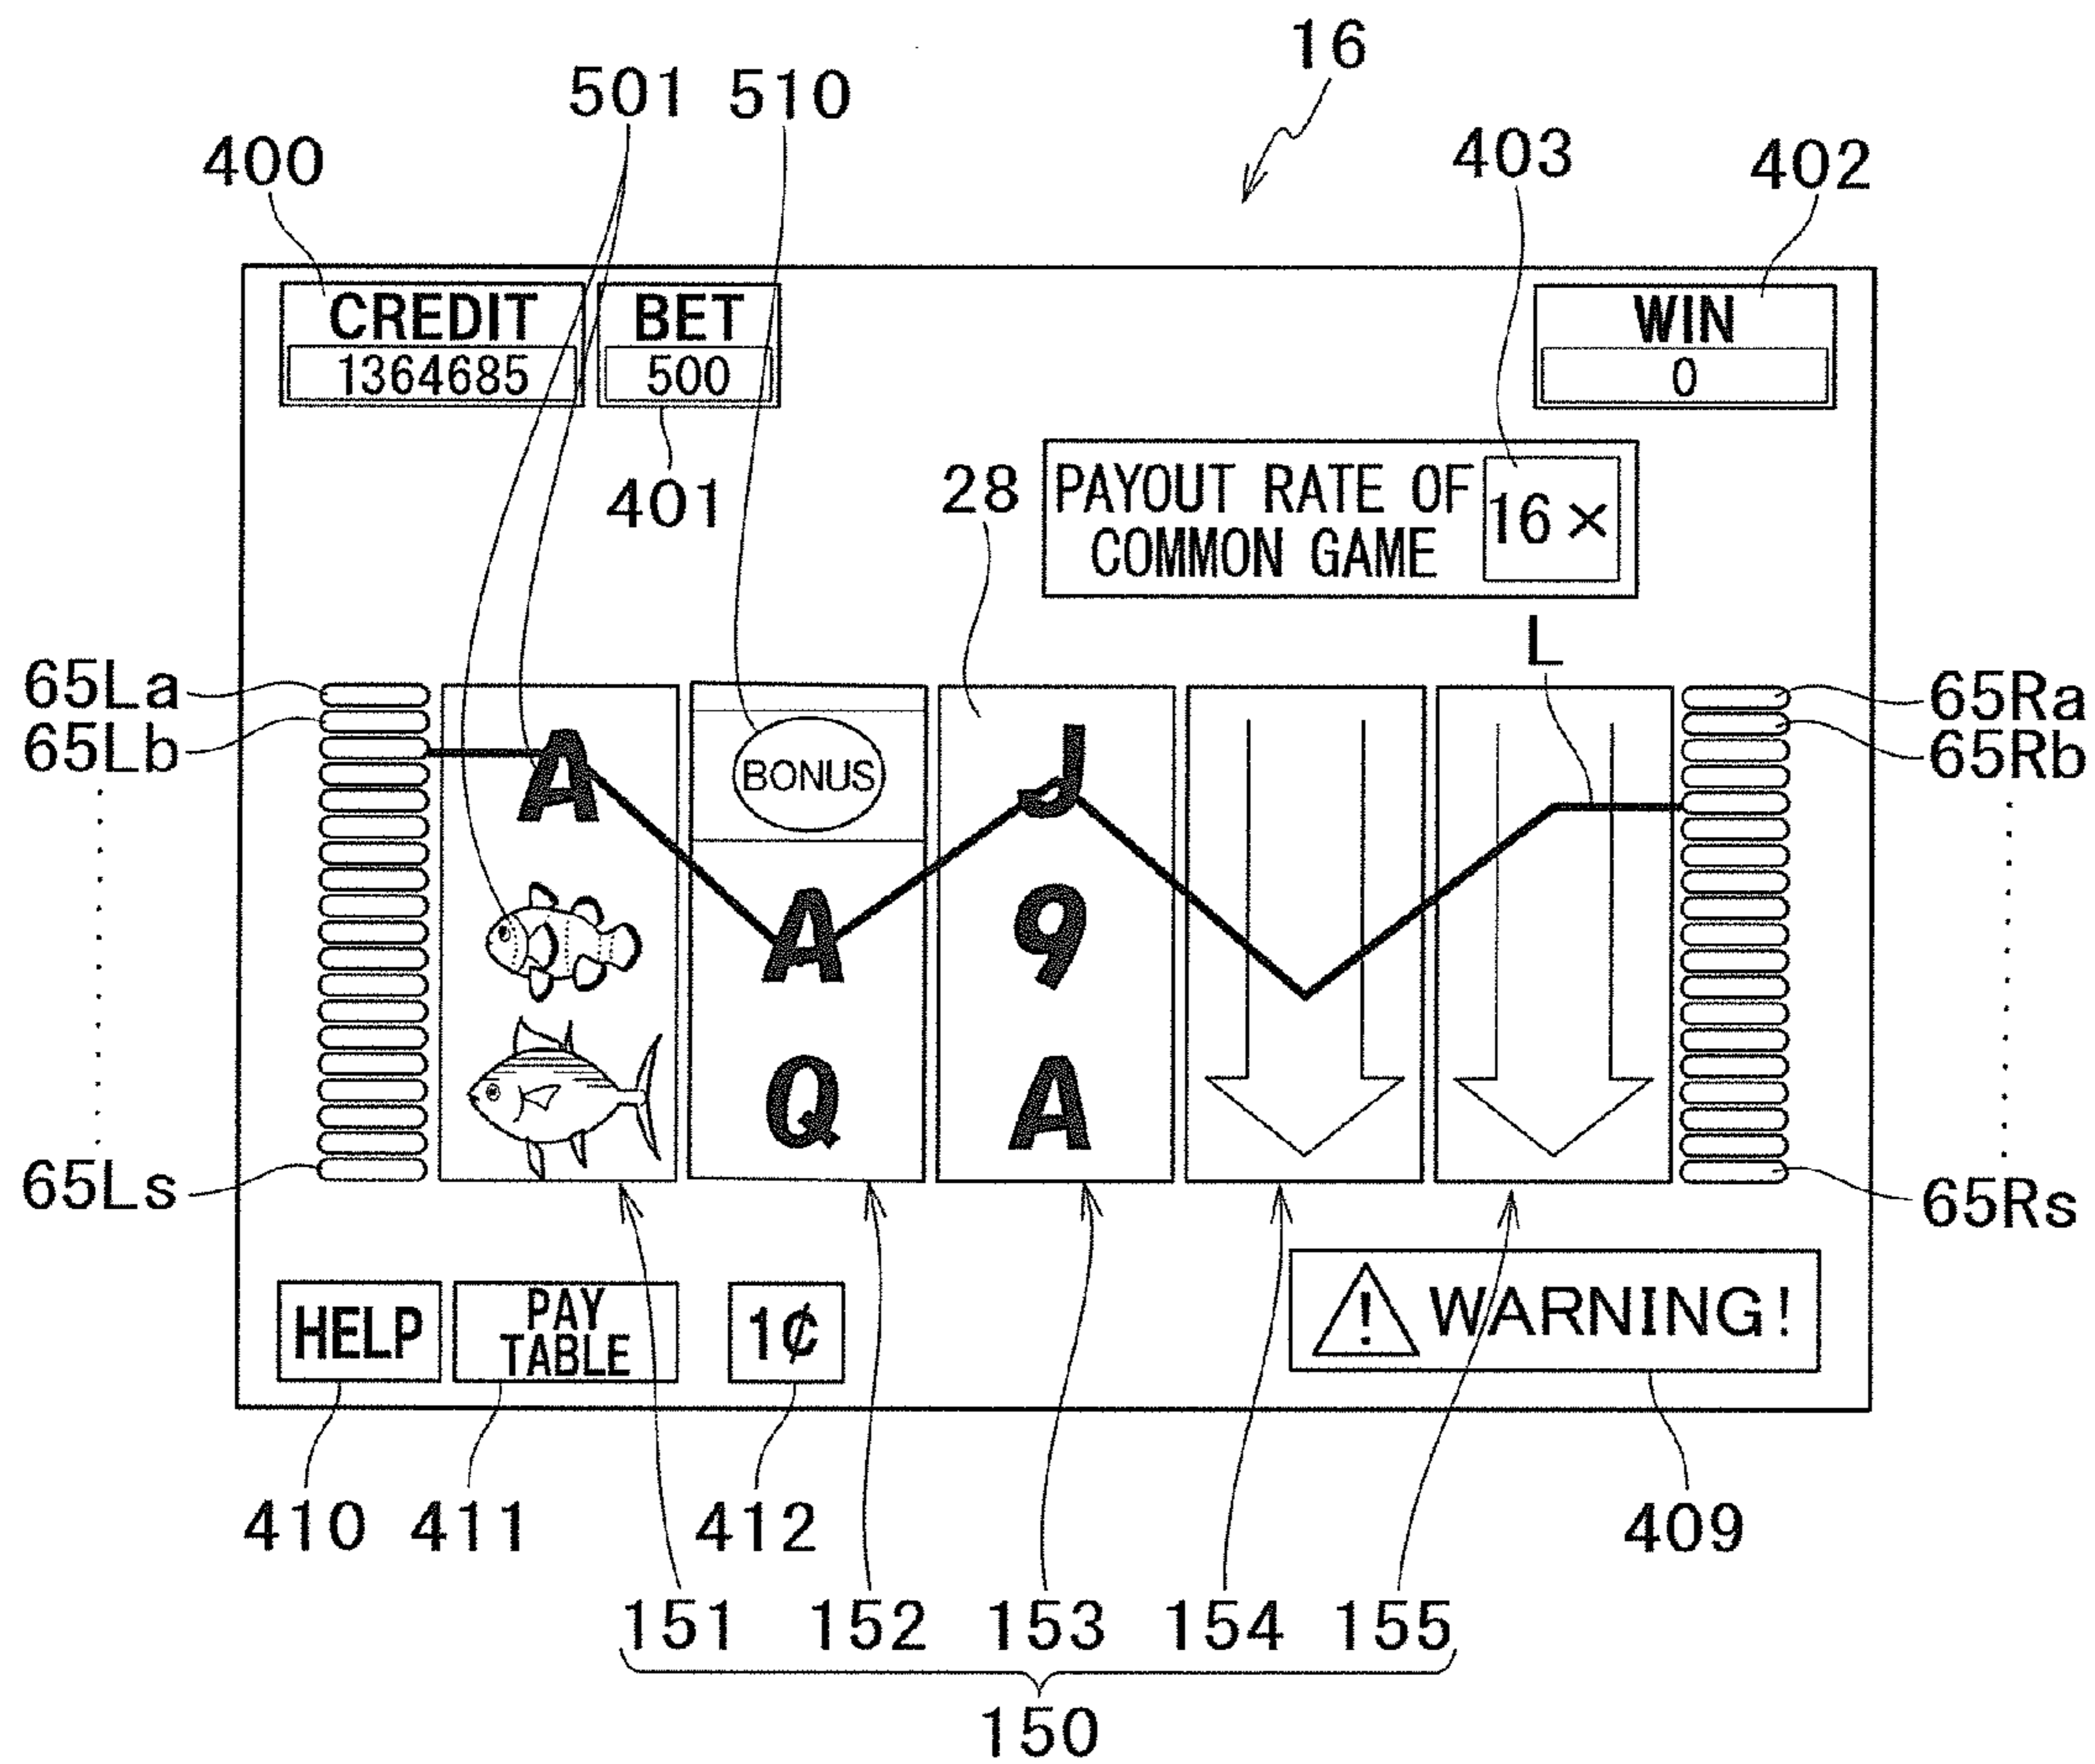 16
501 510
400
403
402
CREDIT
1364685
BET
500
WIN
0
401
28
PAYOUT RATE OF
COMMON GAME
16×
L
65La
65Lb
65Ra
65Rb
A
BONUS
J
A
9
Q
A
65Ls
65Rs
HELP
PAY
TABLE
1¢
! WARNING!
410 411 412 409
151 152 153 154 155
150